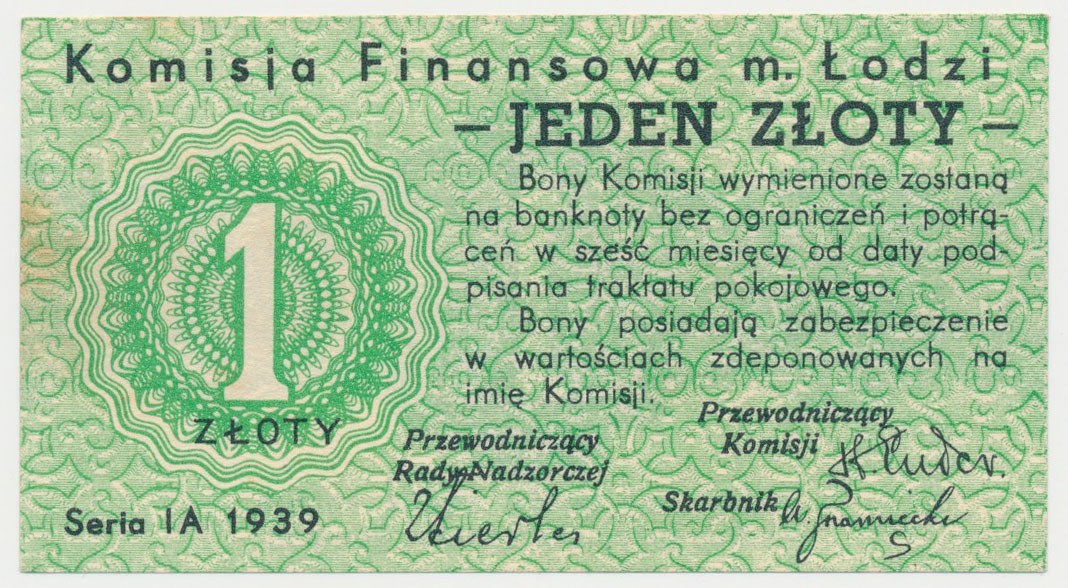 Komisja Finansowa m. Łodzi
– JEDEN ZŁOTY –
Bony Komisji wymienione zostaną
na banknoty bez ograniczeń i potrą-
ceń w sześć miesięcy od daty pod-
pisania traktatu pokojowego.
Bony posiadają zabezpieczenie
w wartościach zdeponowanych na
imię Komisji.
1
ZŁOTY
Seria IA 1939
Przewodniczący
Rady Nadzorczej
Przewodniczący
Komisji
Skarbnik